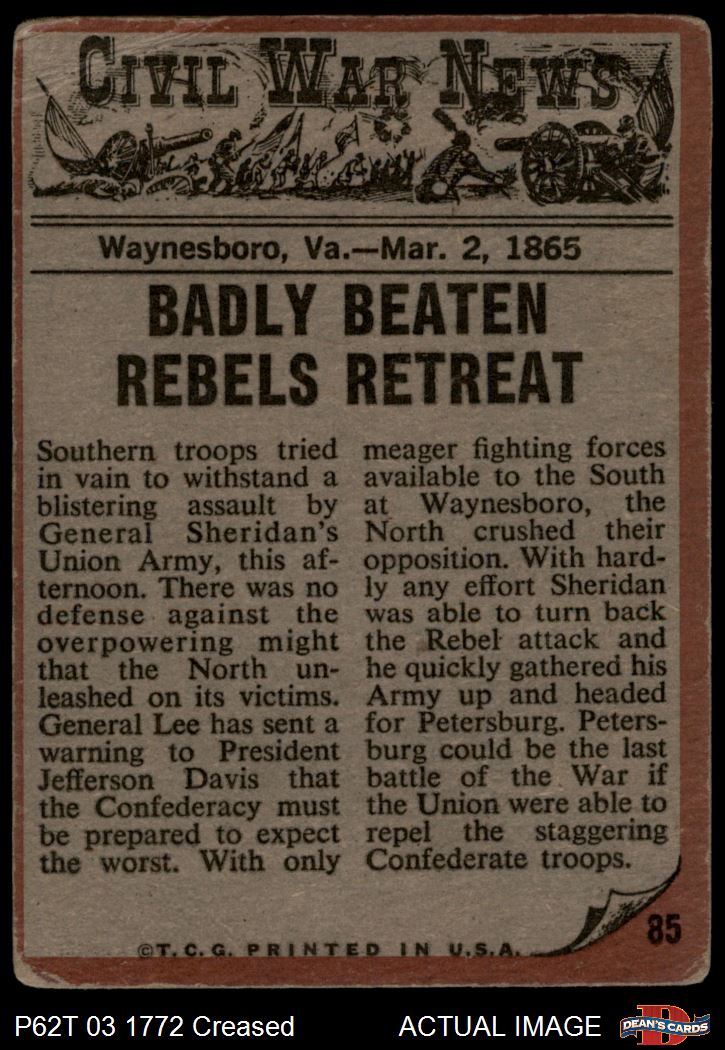 CIVIL WAR NEWS
Waynesboro, Va.—Mar. 2, 1865
BADLY BEATEN
REBELS RETREAT
Southern troops tried
in vain to withstand a
blistering assault by
General Sheridan's
Union Army, this af-
ternoon. There was no
defense against the
overpowering might
that the North un-
leashed on its victims.
General Lee has sent a
warning to President
Jefferson Davis that
the Confederacy must
be prepared to expect
the worst. With only
meager fighting forces
available to the South
at Waynesboro, the
North crushed their
opposition. With hard-
ly any effort Sheridan
was able to turn back
the Rebel attack and
he quickly gathered his
Army up and headed
for Petersburg. Peters-
burg could be the last
battle of the War if
the Union were able to
repel the staggering
Confederate troops.
85
©T.C.G. PRINTED IN U.S.A.
P62T 03 1772 Creased
ACTUAL IMAGE
D
DEAN'S CARDS